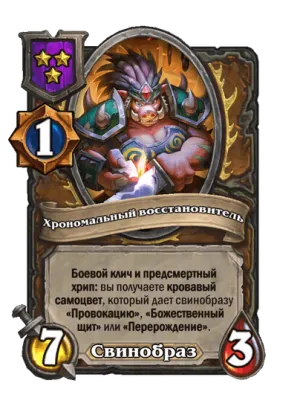 1
Хрономальный восстановитель
Боевой клич и предсмертный
хрип: вы получаете кровавый
самоцвет, который дает свинобразу
«Провокацию», «Божественный
щит» или «Перерождение».
7
Свинобраз
3